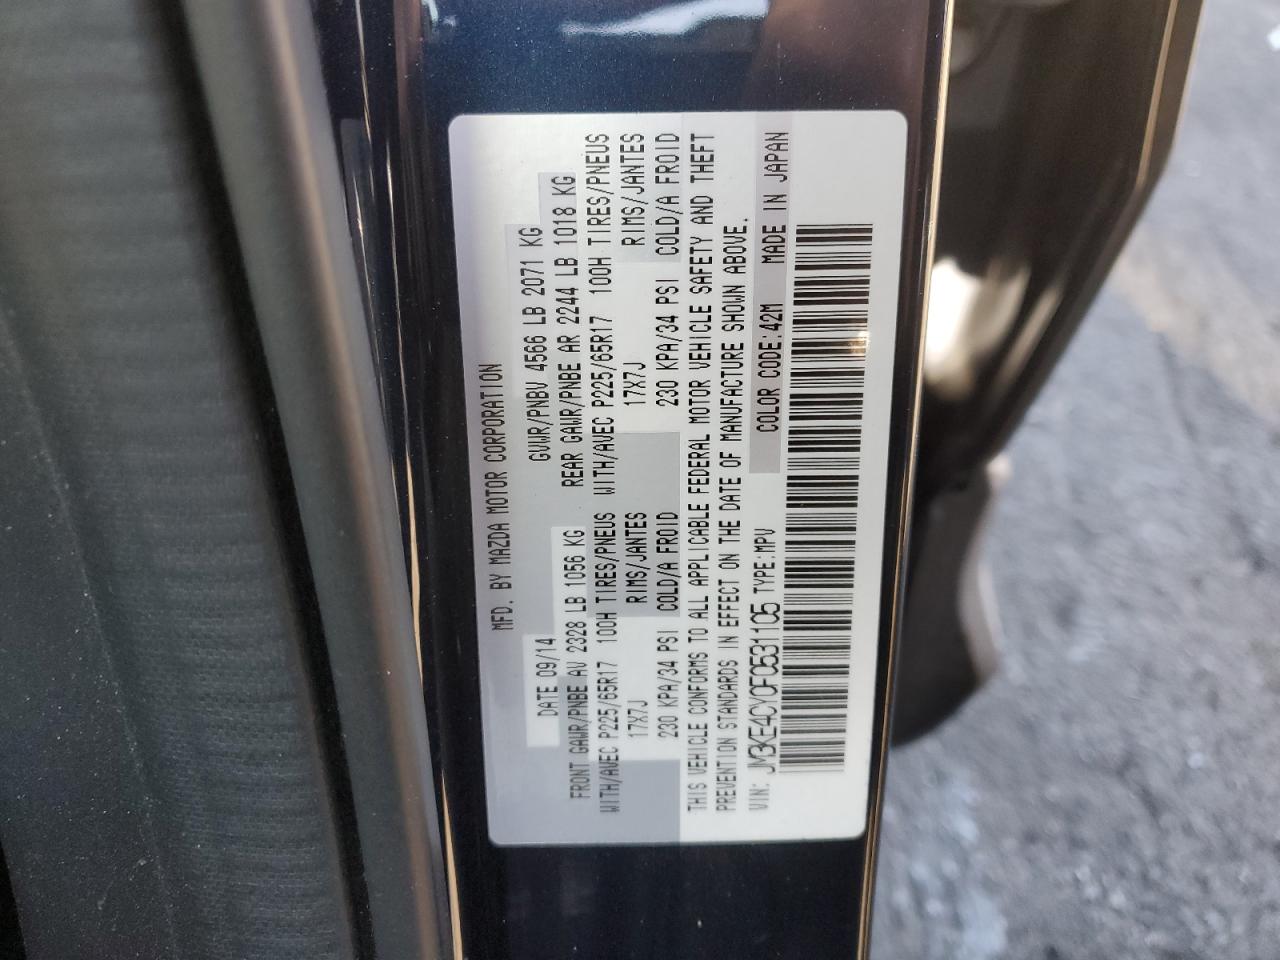 MFD. BY MAZDA MOTOR CORPORATION
DATE 09/14 GVWR/PNBV 4566 LB 2071 KG
FRONT GAWR/PNBE AV 2328 LB 1056 KG REAR GAWR/PNBE AR 2244 LB 1018 KG
WITH/AVEC P225/65R17 100H TIRES/PNEUS WITH/AVEC P225/65R17 100H TIRES/PNEUS
17X7J RIMS/JANTES 17X7J RIMS/JANTES
230 KPA/34 PSI COLD/A FROID 230 KPA/34 PSI COLD/A FROID
THIS VEHICLE CONFORMS TO ALL APPLICABLE FEDERAL MOTOR VEHICLE SAFETY AND THEFT
PREVENTION STANDARDS IN EFFECT ON THE DATE OF MANUFACTURE SHOWN ABOVE.
VIN: JM3KE4CY0F0531105 TYPE:MPV COLOR CODE:42M MADE IN JAPAN